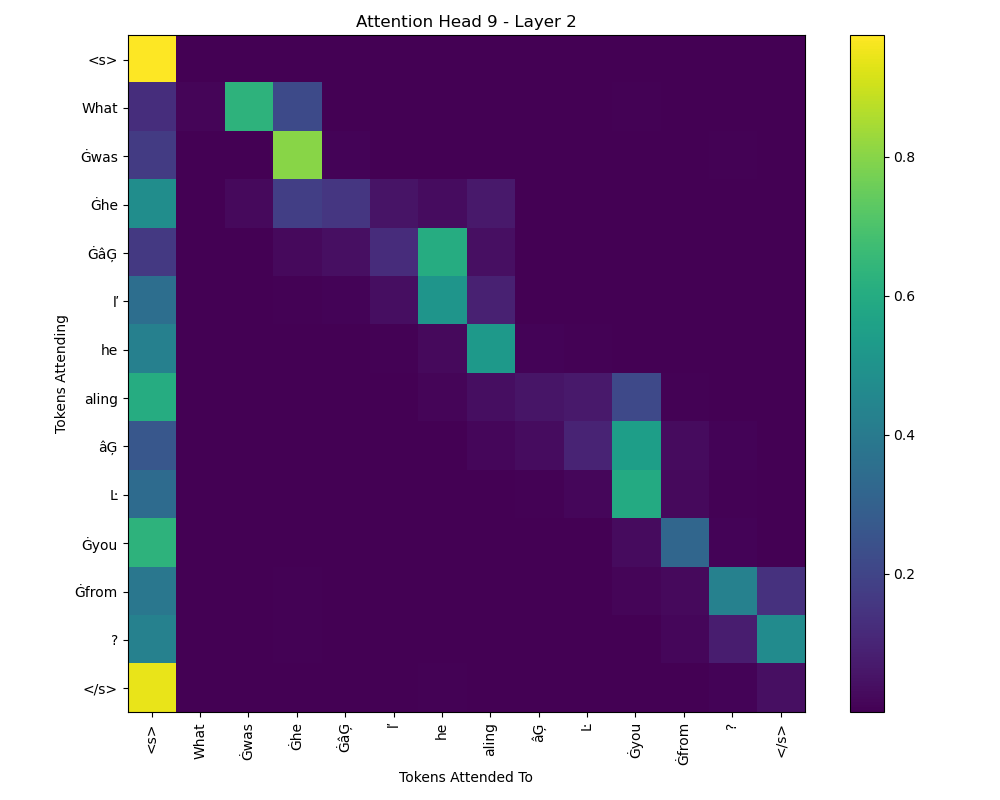 Attention Head 9 - Layer 2
Tokens Attending
<s>
What
Ġwas
Ġhe
ĠâĢ
ľ
he
aling
âĢ
Ŀ
Ġyou
Ġfrom
?
</s>
<s>
What
Ġwas
Ġhe
ĠâĢ
ľ
he
aling
âĢ
Ŀ
Ġyou
Ġfrom
?
</s>
Tokens Attended To
0.8
0.6
0.4
0.2